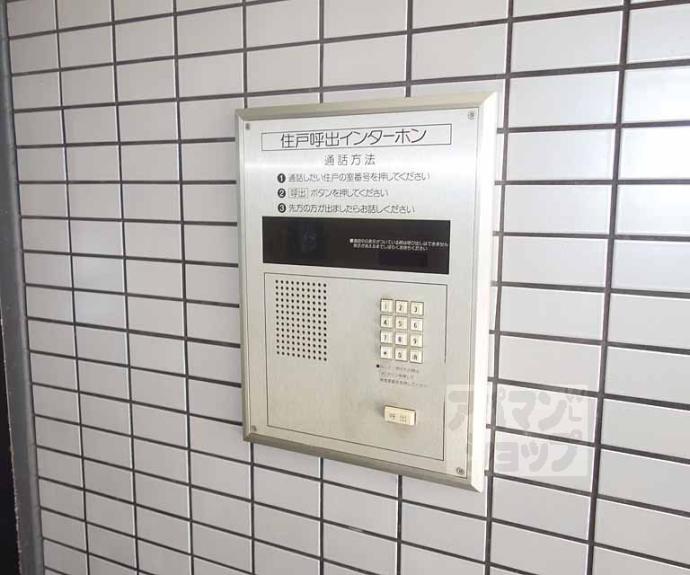 住戸呼出インターホン
通話方法
❶ 通話したい住戸の室番号を押してください
❷ 呼出 ボタンを押してください
❸ 先方の方が出ましたらお話しください
1 2 3
4 5 6
7 8 9
* 0
呼出
アパマン
ショップ